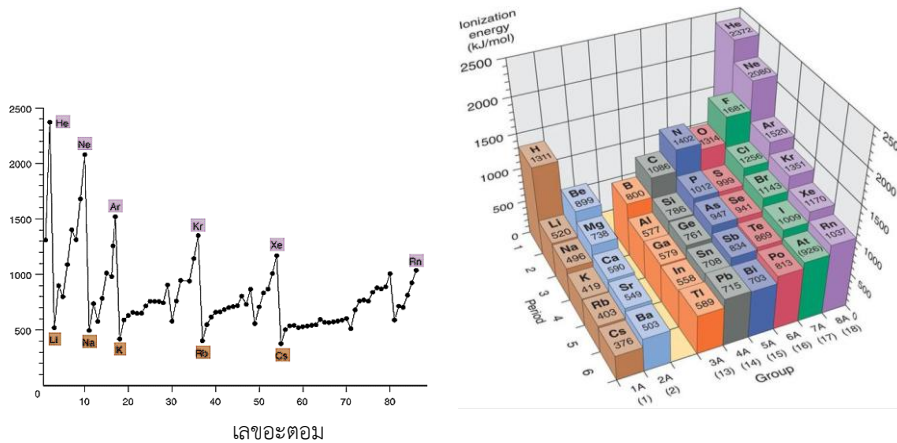 2500
2000
1500
1000
500
0
10
20
30
40
50
60
70
80
He
Ne
Ar
Kr
Xe
Rn
Li
Na
K
Rb
Cs
เลขอะตอม
Ionization
energy
(kJ/mol)
2500
2000
1500
1000
500
0
H
1311
Li
520
Na
496
K
419
Rb
403
Cs
376
Be
899
Mg
738
Ca
590
Sr
549
Ba
503
B
800
Al
577
Ga
579
In
558
Tl
589
C
1086
Si
786
Ge
761
Sn
708
Pb
715
N
1402
P
1012
As
947
Sb
834
Bi
703
O
1314
S
999
Se
941
Te
869
Po
813
F
1681
Cl
1256
Br
1143
I
1009
At
(926)
He
2372
Ne
2080
Ar
1520
Kr
1351
Xe
1170
Rn
1037
2500
2000
1500
1000
500
0
1
2
3
4
5
6
Period
1A
(1)
2A
(2)
3A
(13)
4A
(14)
5A
(15)
6A
(16)
7A
(17)
8A
(18)
Group